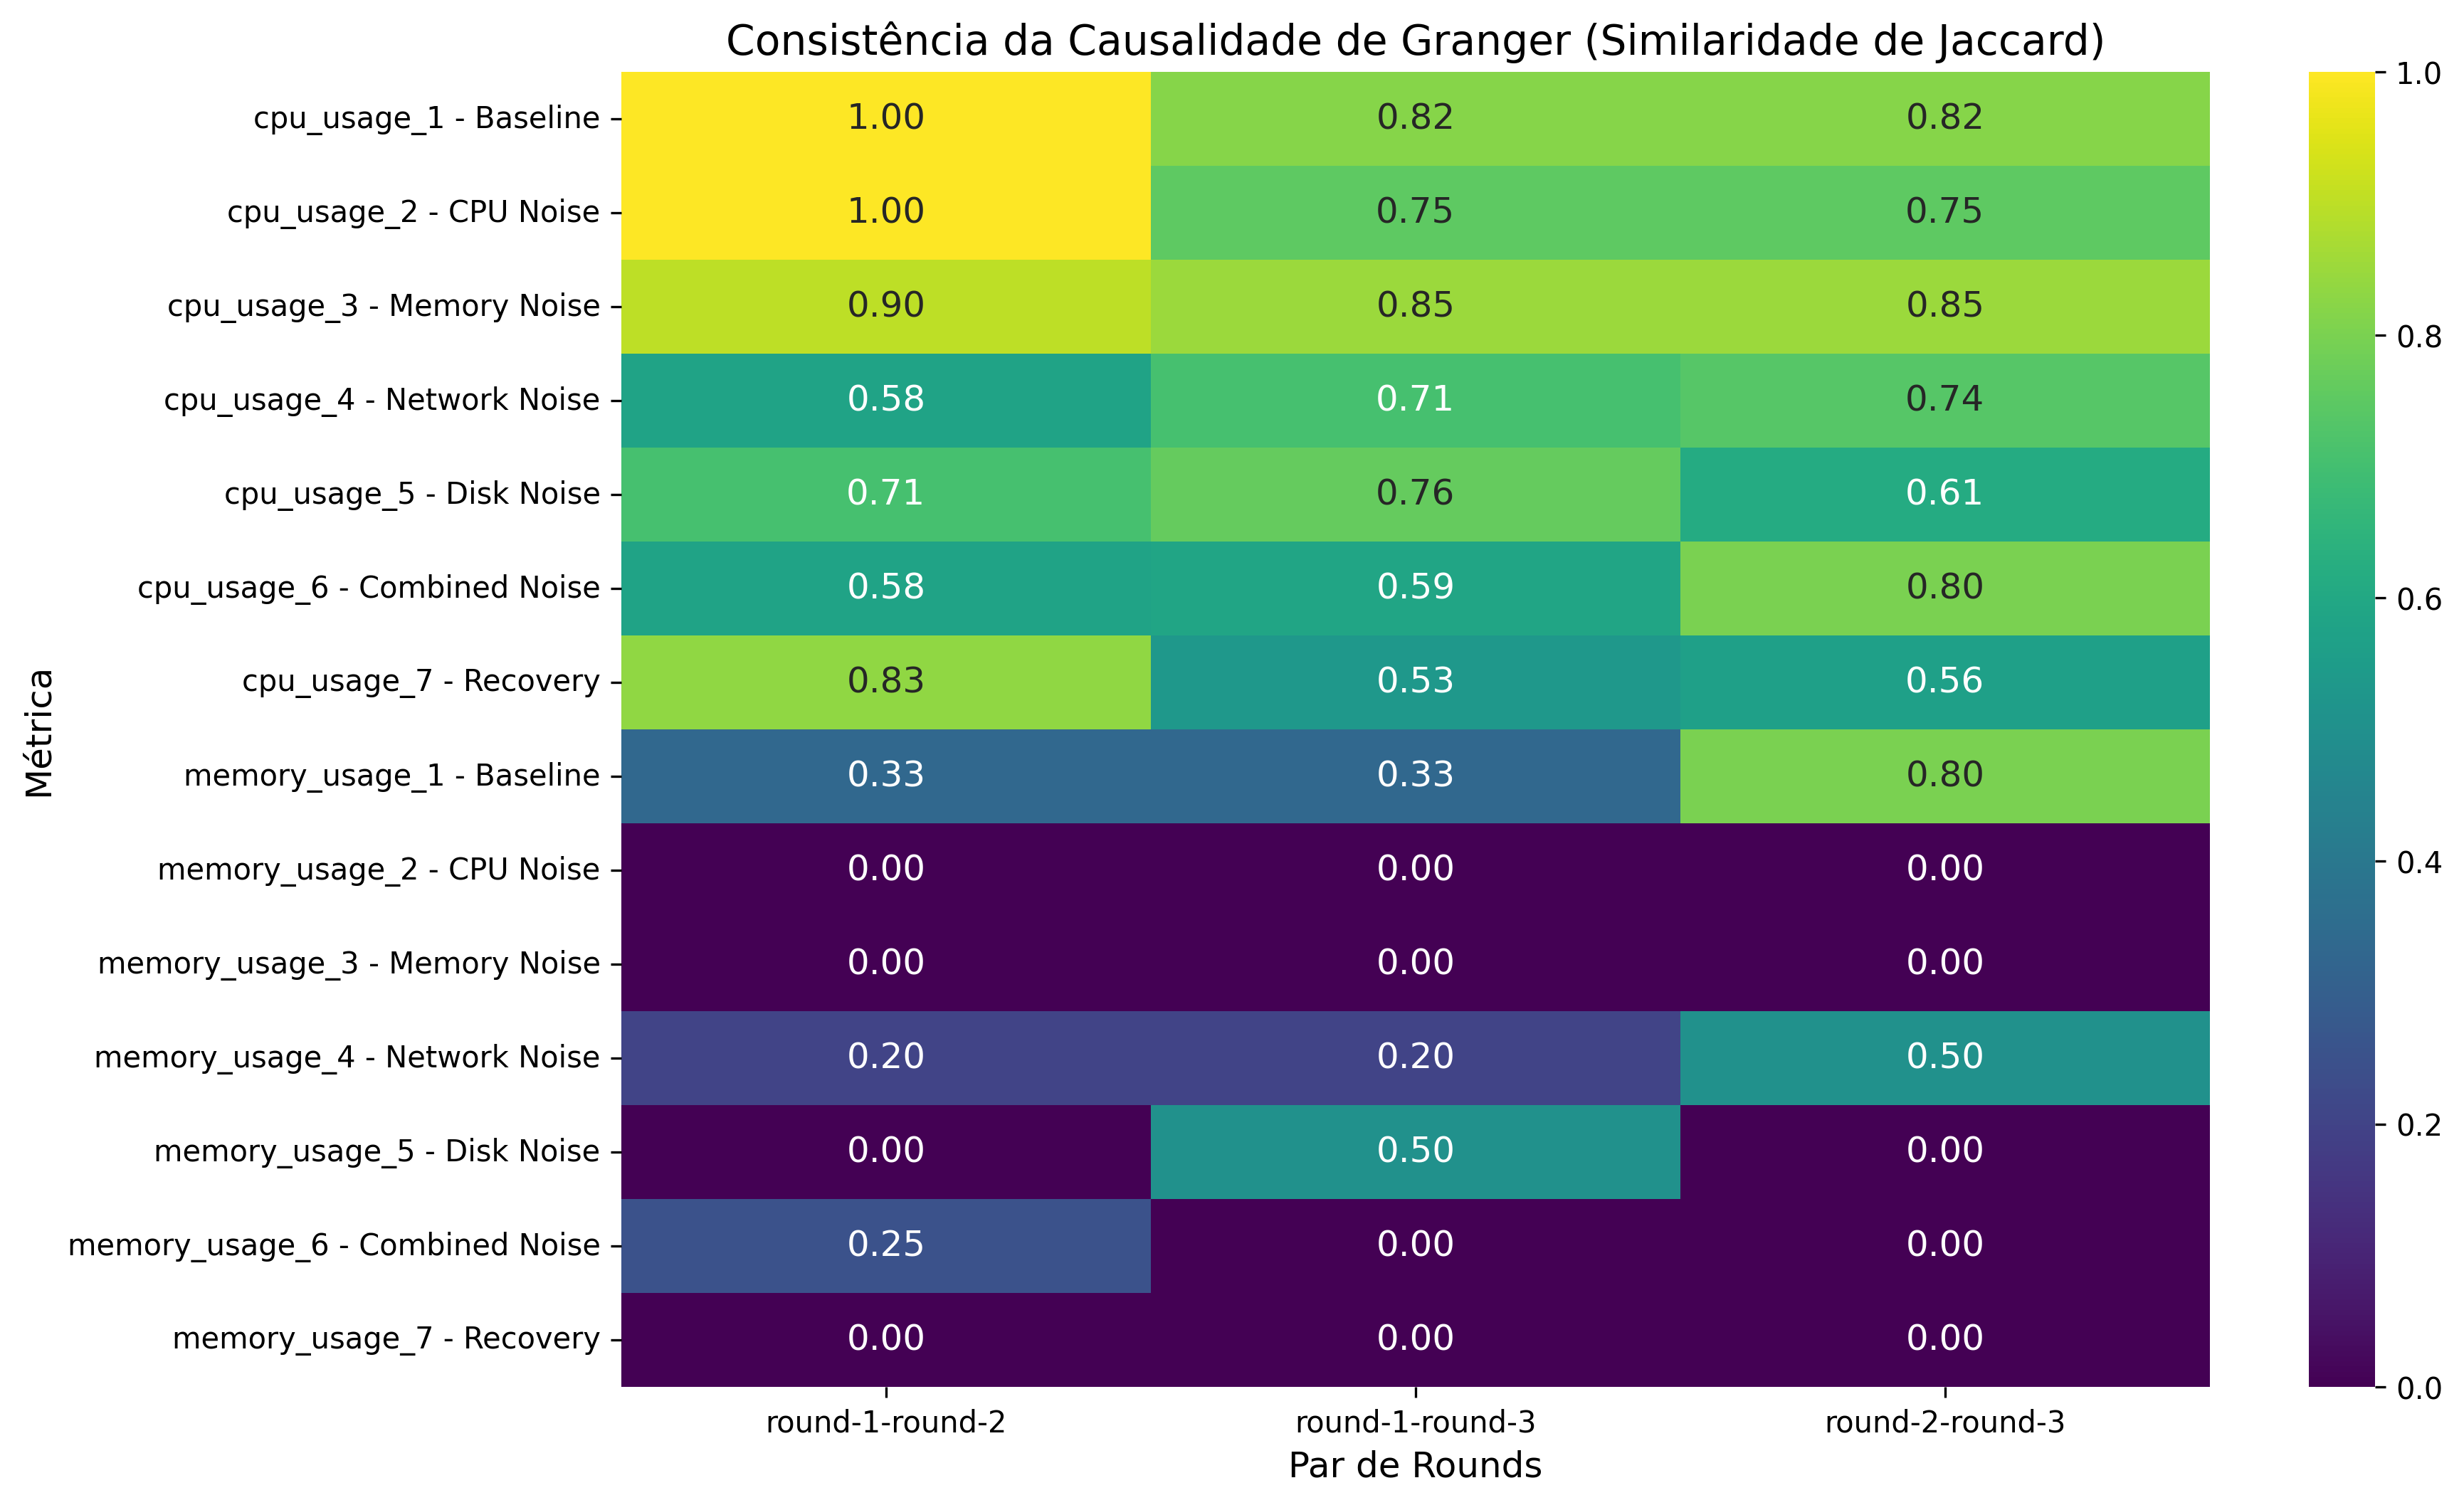 Consistência da Causalidade de Granger (Similaridade de Jaccard)
cpu_usage_1 - Baseline 1.00 0.82 0.82
cpu_usage_2 - CPU Noise 1.00 0.75 0.75
cpu_usage_3 - Memory Noise 0.90 0.85 0.85
cpu_usage_4 - Network Noise 0.58 0.71 0.74
cpu_usage_5 - Disk Noise 0.71 0.76 0.61
cpu_usage_6 - Combined Noise 0.58 0.59 0.80
cpu_usage_7 - Recovery 0.83 0.53 0.56
memory_usage_1 - Baseline 0.33 0.33 0.80
memory_usage_2 - CPU Noise 0.00 0.00 0.00
memory_usage_3 - Memory Noise 0.00 0.00 0.00
memory_usage_4 - Network Noise 0.20 0.20 0.50
memory_usage_5 - Disk Noise 0.00 0.50 0.00
memory_usage_6 - Combined Noise 0.25 0.00 0.00
memory_usage_7 - Recovery 0.00 0.00 0.00
round-1-round-2 round-1-round-3 round-2-round-3
Par de Rounds
Métrica
1.0
0.8
0.6
0.4
0.2
0.0